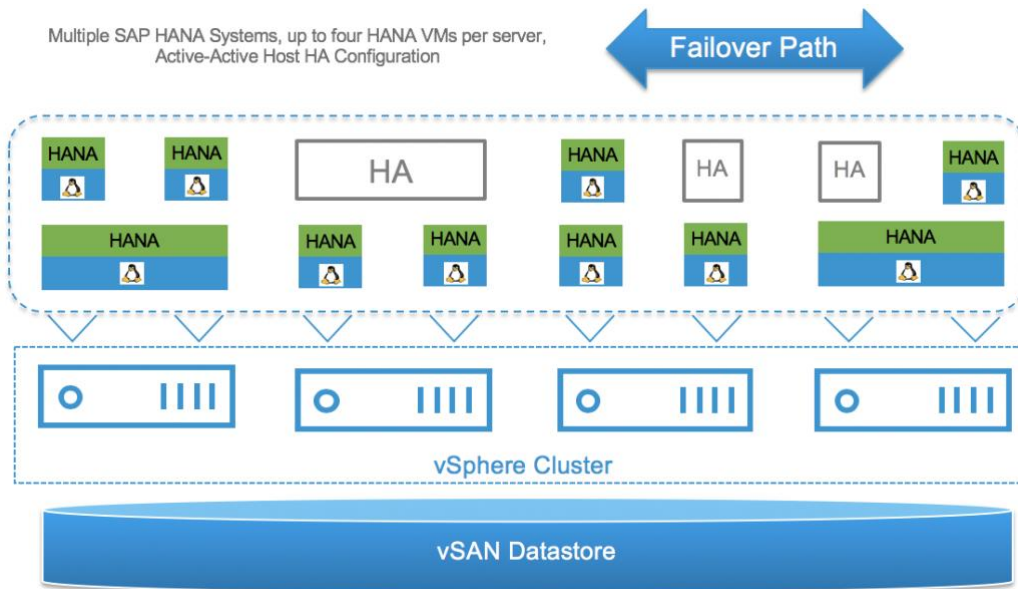 Multiple SAP HANA Systems, up to four HANA VMs per server,
Active-Active Host HA Configuration
Failover Path
HANA HANA HA HANA HA HA HANA
HANA HANA HANA HANA HANA HANA
vSphere Cluster
vSAN Datastore